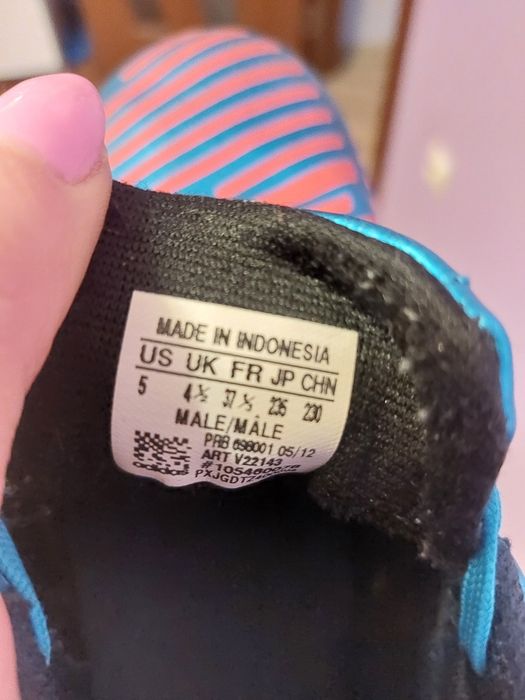 MADE IN INDONESIA
US UK FR JP CHN
5 4½ 37⅓ 235 230
MALE/MÂLE
PRB 698001 05/12
ART V22143
adidas